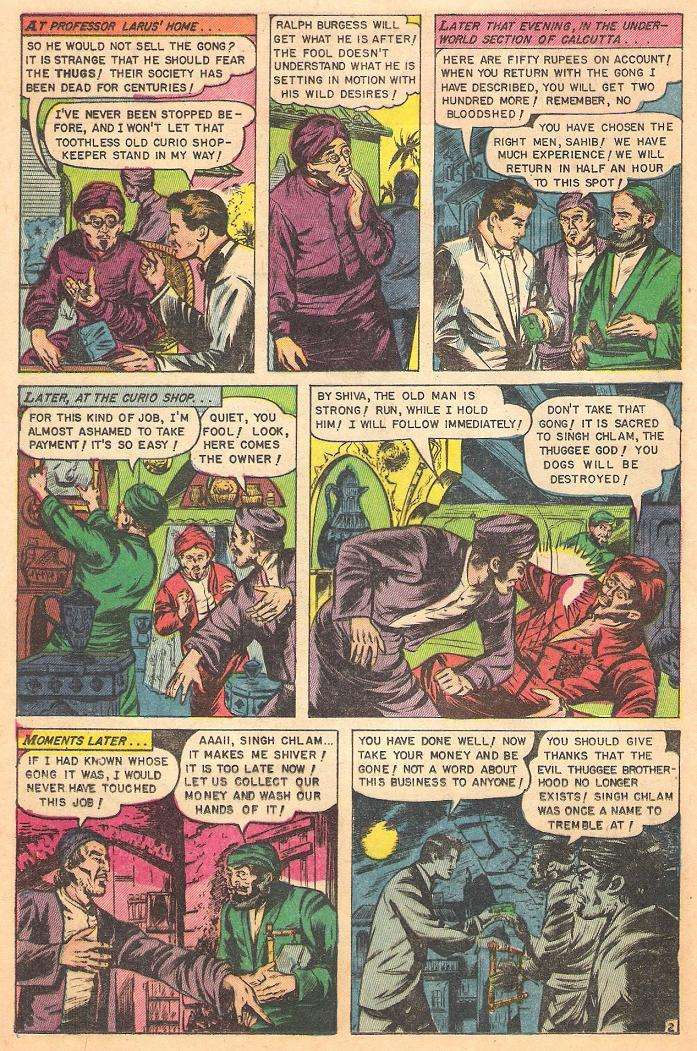 AT PROFESSOR LARUS' HOME...
SO HE WOULD NOT SELL THE GONG?
IT IS STRANGE THAT HE SHOULD FEAR
THE THUGS! THEIR SOCIETY HAS
BEEN DEAD FOR CENTURIES!
I'VE NEVER BEEN STOPPED BE-
FORE, AND I WON'T LET THAT
TOOTHLESS OLD CURIO SHOP-
KEEPER STAND IN MY WAY!
RALPH BURGESS WILL
GET WHAT HE IS AFTER!
THE FOOL DOESN'T
UNDERSTAND WHAT HE IS
SETTING IN MOTION WITH
HIS WILD DESIRES!
LATER THAT EVENING, IN THE UNDER-
WORLD SECTION OF CALCUTTA...
HERE ARE FIFTY RUPEES ON ACCOUNT!
WHEN YOU RETURN WITH THE GONG I
HAVE DESCRIBED, YOU WILL GET TWO
HUNDRED MORE! REMEMBER, NO
BLOODSHED!
YOU HAVE CHOSEN THE
RIGHT MEN, SAHIB! WE HAVE
MUCH EXPERIENCE! WE WILL
RETURN IN HALF AN HOUR
TO THIS SPOT!
LATER, AT THE CURIO SHOP...
FOR THIS KIND OF JOB, I'M
ALMOST ASHAMED TO TAKE
PAYMENT! IT'S SO EASY!
QUIET, YOU
FOOL! LOOK,
HERE COMES
THE OWNER!
BY SHIVA, THE OLD MAN IS
STRONG! RUN, WHILE I HOLD
HIM! I WILL FOLLOW IMMEDIATELY!
DON'T TAKE THAT
GONG! IT IS SACRED
TO SINGH CHLAM, THE
THUGGEE GOD! YOU
DOGS WILL BE
DESTROYED!
MOMENTS LATER...
IF I HAD KNOWN WHOSE
GONG IT WAS, I WOULD
NEVER HAVE TOUCHED
THIS JOB!
AAAII, SINGH CHLAM...
IT MAKES ME SHIVER!
IT IS TOO LATE NOW!
LET US COLLECT OUR
MONEY AND WASH OUR
HANDS OF IT!
YOU HAVE DONE WELL! NOW
TAKE YOUR MONEY AND BE
GONE! NOT A WORD ABOUT
THIS BUSINESS TO ANYONE!
YOU SHOULD GIVE
THANKS THAT THE
EVIL THUGGEE BROTHER-
HOOD NO LONGER
EXISTS! SINGH CHLAM
WAS ONCE A NAME TO
TREMBLE AT!
2